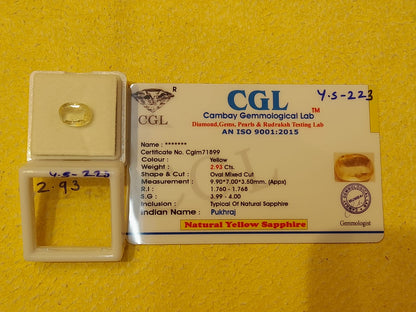 R
CGL
CGL
Y.S-223
Cambay Gemmological Lab TM
Diamond,Gems, Pearls & Rudraksh Testing Lab
AN ISO 9001:2015
Name : *******
Certificate No. Cglm71899
Colour : Yellow
Weight : 2.93 Cts.
Shape & Cut : Oval Mixed Cut
Measurement : 9.90*7.00*3.50mm. (Appx)
R.I : 1.760 - 1.768
S.G : 3.99 - 4.00
Inclusion : Typical Of Natural Sapphire
Indian Name : Pukhraj
Natural Yellow Sapphire
Gemmologist
Y.S-223
2.93